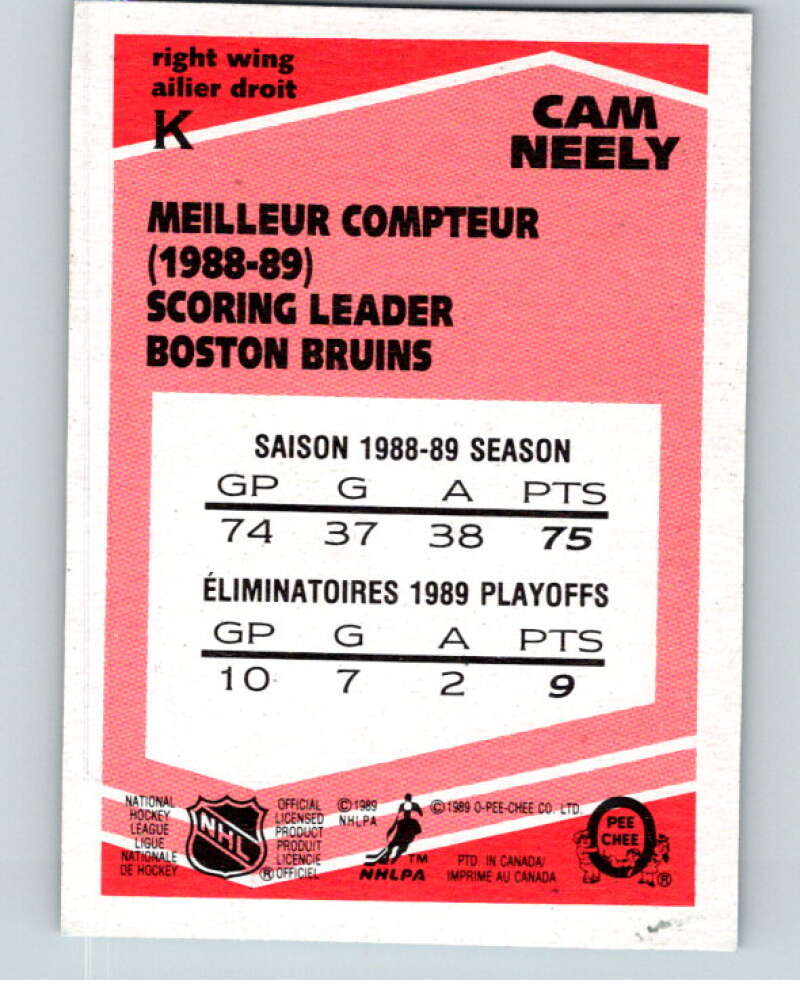 right wing
ailier droit
K
CAM
NEELY
MEILLEUR COMPTEUR
(1988-89)
SCORING LEADER
BOSTON BRUINS
SAISON 1988-89 SEASON
GP G A PTS
74 37 38 75
ÉLIMINATOIRES 1989 PLAYOFFS
GP G A PTS
10 7 2 9
NATIONAL
HOCKEY
LEAGUE
LIGUE
NATIONALE
DE HOCKEY
NHL
OFFICIAL
LICENSED
PRODUCT
PRODUIT
LICENCIE
® OFFICIEL
© 1989
NHLPA
TM
NHLPA
© 1989 O-PEE-CHEE CO. LTD.
PTD. IN CANADA/
IMPRIME AU CANADA
O
PEE
CHEE
®